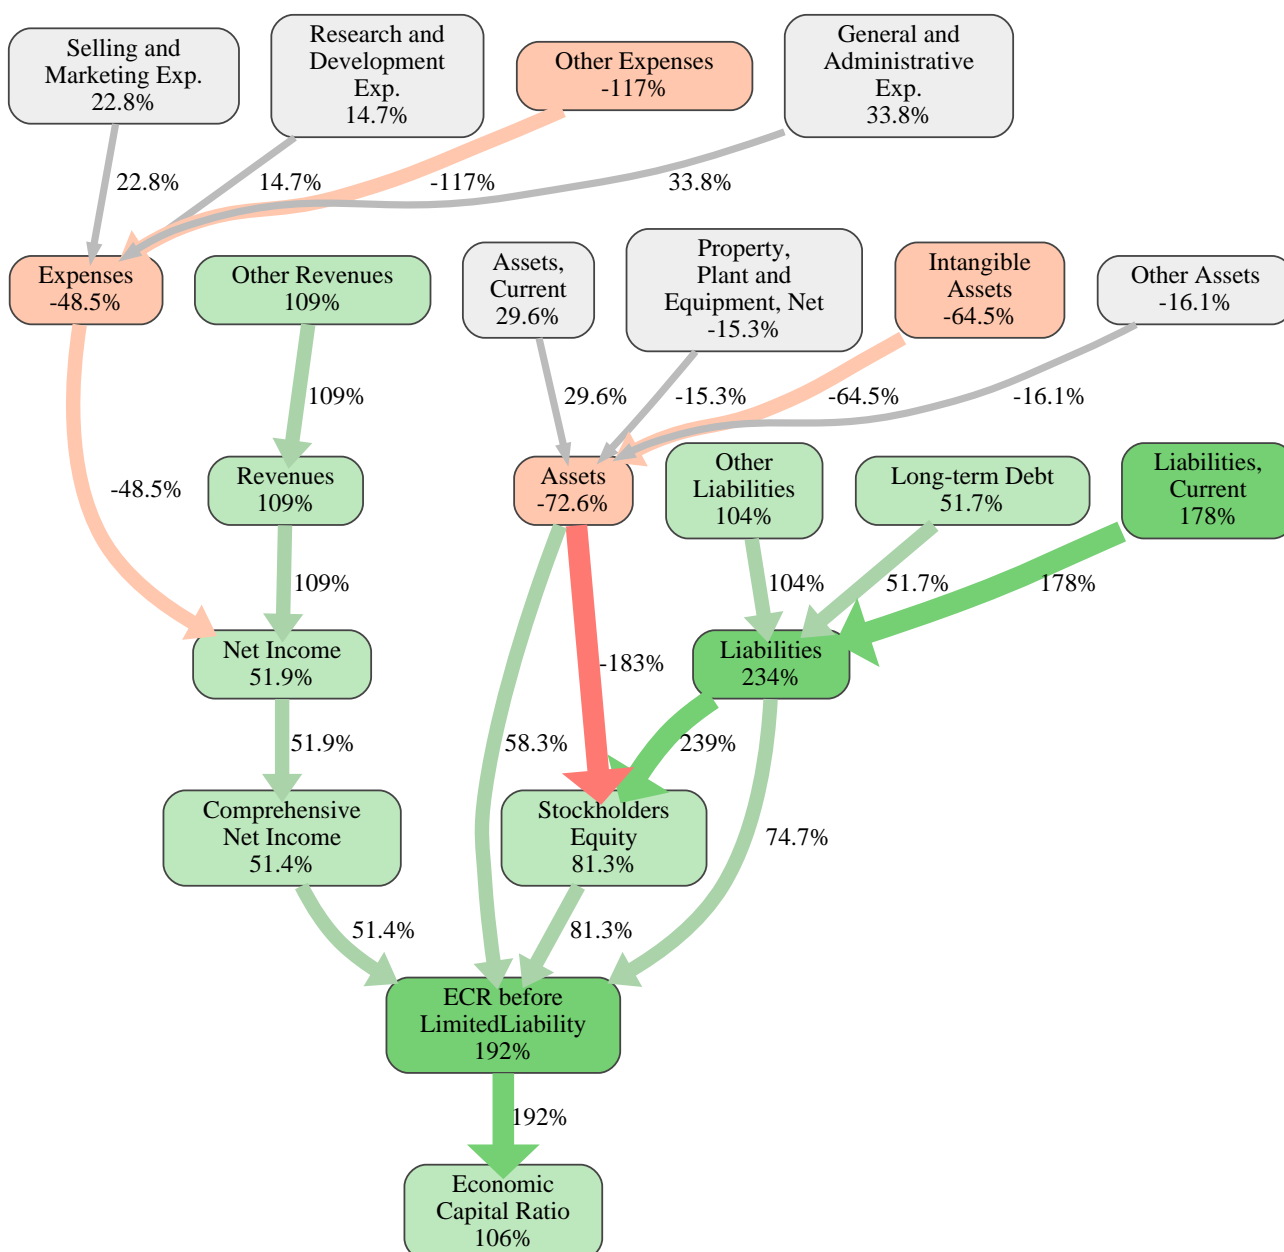 Selling and
Marketing Exp.
22.8%
Research and
Development
Exp.
14.7%
Other Expenses
-117%
General and
Administrative
Exp.
33.8%
22.8%
14.7%
-117%
33.8%
Expenses
-48.5%
Other Revenues
109%
Assets,
Current
29.6%
Property,
Plant and
Equipment, Net
-15.3%
Intangible
Assets
-64.5%
Other Assets
-16.1%
109%
29.6%
-15.3%
-64.5%
-16.1%
-48.5%
Revenues
109%
Assets
-72.6%
Other
Liabilities
104%
Long-term Debt
51.7%
Liabilities,
Current
178%
109%
104%
51.7%
178%
Net Income
51.9%
-183%
Liabilities
234%
51.9%
58.3%
239%
74.7%
Comprehensive
Net Income
51.4%
Stockholders
Equity
81.3%
51.4%
81.3%
ECR before
LimitedLiability
192%
192%
Economic
Capital Ratio
106%